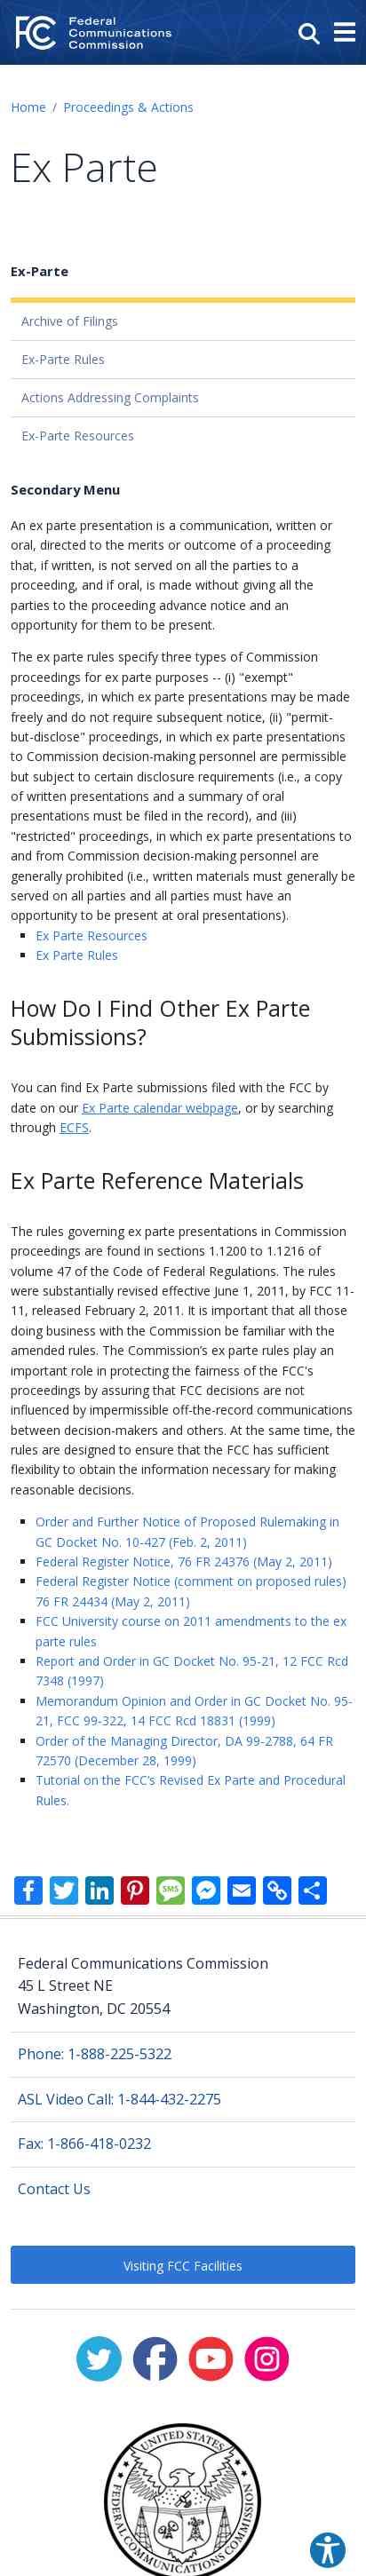 Federal
Communications
Commission
Home / Proceedings & Actions
Ex Parte
Ex-Parte
Archive of Filings
Ex-Parte Rules
Actions Addressing Complaints
Ex-Parte Resources
Secondary Menu
An ex parte presentation is a communication, written or
oral, directed to the merits or outcome of a proceeding
that, if written, is not served on all the parties to a
proceeding, and if oral, is made without giving all the
parties to the proceeding advance notice and an
opportunity for them to be present.
The ex parte rules specify three types of Commission
proceedings for ex parte purposes -- (i) "exempt"
proceedings, in which ex parte presentations may be made
freely and do not require subsequent notice, (ii) "permit-
but-disclose" proceedings, in which ex parte presentations
to Commission decision-making personnel are permissible
but subject to certain disclosure requirements (i.e., a copy
of written presentations and a summary of oral
presentations must be filed in the record), and (iii)
"restricted" proceedings, in which ex parte presentations to
and from Commission decision-making personnel are
generally prohibited (i.e., written materials must generally be
served on all parties and all parties must have an
opportunity to be present at oral presentations).
Ex Parte Resources
Ex Parte Rules
How Do I Find Other Ex Parte
Submissions?
You can find Ex Parte submissions filed with the FCC by
date on our Ex Parte calendar webpage, or by searching
through ECFS.
Ex Parte Reference Materials
The rules governing ex parte presentations in Commission
proceedings are found in sections 1.1200 to 1.1216 of
volume 47 of the Code of Federal Regulations. The rules
were substantially revised effective June 1, 2011, by FCC 11-
11, released February 2, 2011. It is important that all those
doing business with the Commission be familiar with the
amended rules. The Commission’s ex parte rules play an
important role in protecting the fairness of the FCC's
proceedings by assuring that FCC decisions are not
influenced by impermissible off-the-record communications
between decision-makers and others. At the same time, the
rules are designed to ensure that the FCC has sufficient
flexibility to obtain the information necessary for making
reasonable decisions.
Order and Further Notice of Proposed Rulemaking in
GC Docket No. 10-427 (Feb. 2, 2011)
Federal Register Notice, 76 FR 24376 (May 2, 2011)
Federal Register Notice (comment on proposed rules)
76 FR 24434 (May 2, 2011)
FCC University course on 2011 amendments to the ex
parte rules
Report and Order in GC Docket No. 95-21, 12 FCC Rcd
7348 (1997)
Memorandum Opinion and Order in GC Docket No. 95-
21, FCC 99-322, 14 FCC Rcd 18831 (1999)
Order of the Managing Director, DA 99-2788, 64 FR
72570 (December 28, 1999)
Tutorial on the FCC’s Revised Ex Parte and Procedural
Rules.
SMS
Federal Communications Commission
45 L Street NE
Washington, DC 20554
Phone: 1-888-225-5322
ASL Video Call: 1-844-432-2275
Fax: 1-866-418-0232
Contact Us
Visiting FCC Facilities
UNITED STATES
FEDERAL COMMUNICATIONS COMMISSION